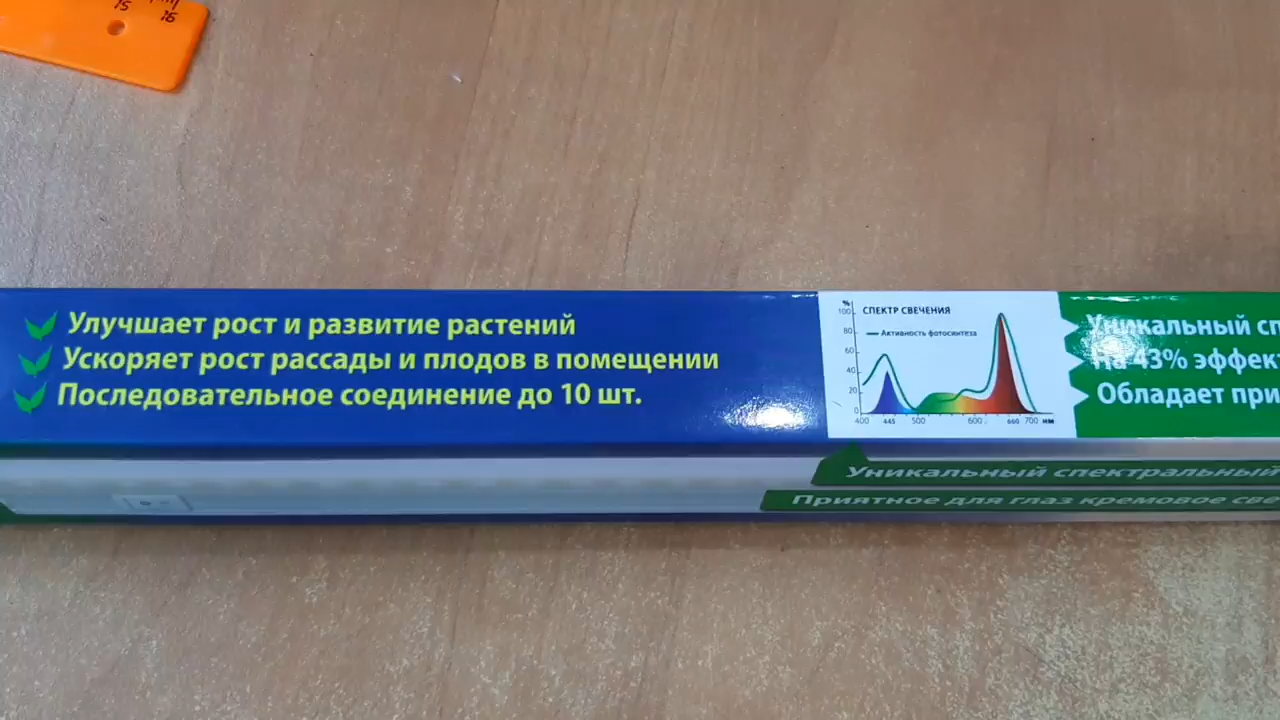 15 16
Улучшает рост и развитие растений
Ускоряет рост рассады и плодов в помещении
Последовательное соединение до 10 шт.
%
СПЕКТР СВЕЧЕНИЯ
Активность фотосинтеза
100
80
60
40
20
0
400 445 500 600 660 700 нм
Уникальный сп
На 43% эффект
Обладает при
Уникальный спектральный
Приятное для глаз кремовое све